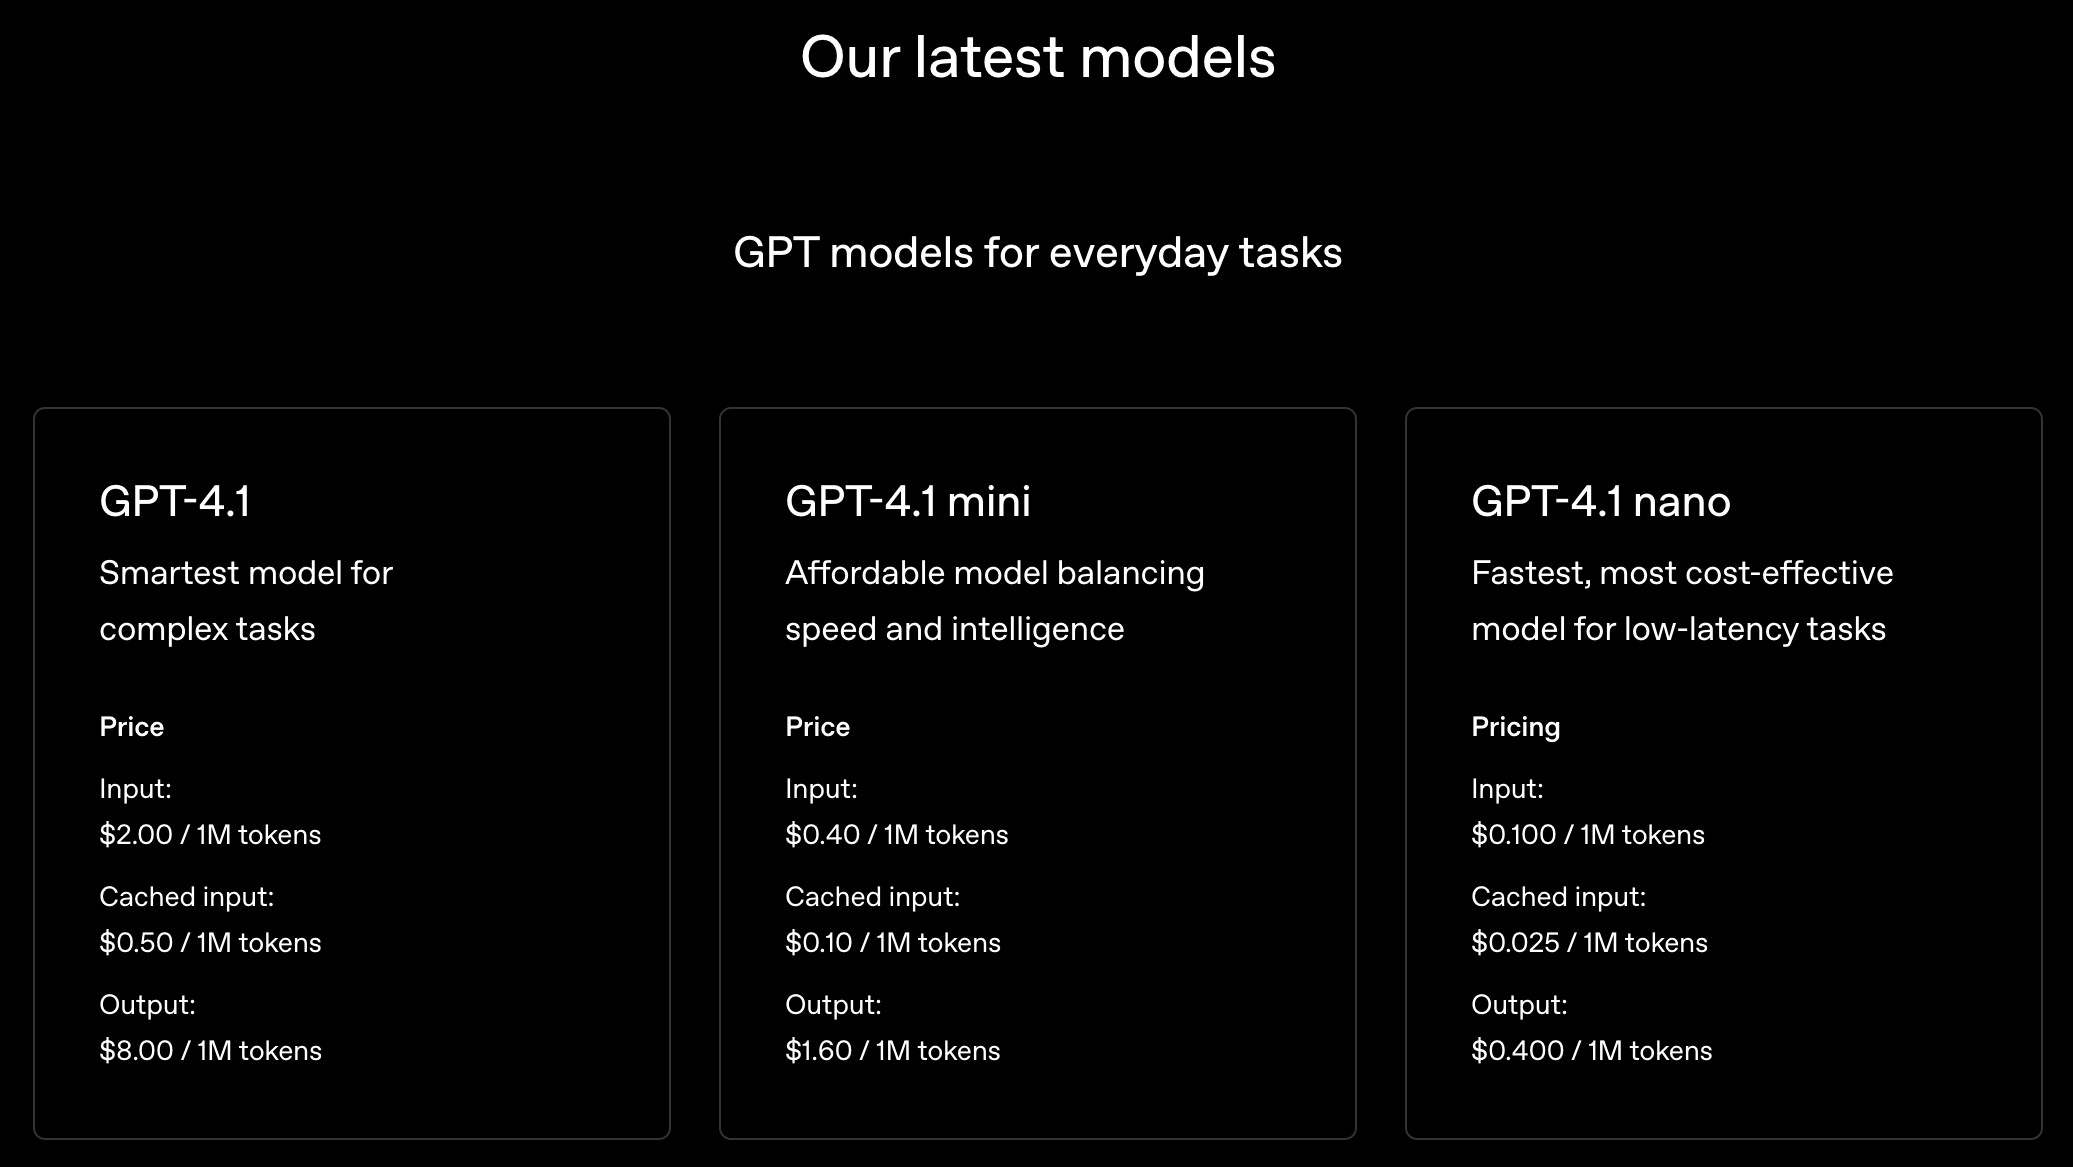 Our latest models
GPT models for everyday tasks
GPT-4.1
Smartest model for
complex tasks
Price
Input:
$2.00 / 1M tokens
Cached input:
$0.50 / 1M tokens
Output:
$8.00 / 1M tokens
GPT-4.1 mini
Affordable model balancing
speed and intelligence
Price
Input:
$0.40 / 1M tokens
Cached input:
$0.10 / 1M tokens
Output:
$1.60 / 1M tokens
GPT-4.1 nano
Fastest, most cost-effective
model for low-latency tasks
Pricing
Input:
$0.100 / 1M tokens
Cached input:
$0.025 / 1M tokens
Output:
$0.400 / 1M tokens